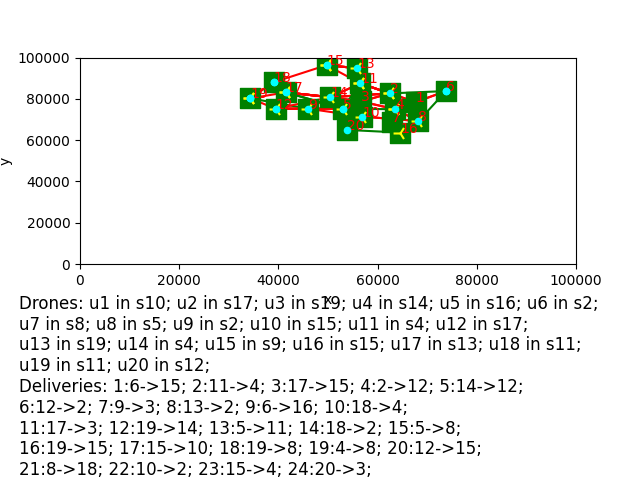 100000
80000
60000
40000
20000
0
y
0 20000 40000 60000 80000 100000
x
Drones: u1 in s10; u2 in s17; u3 in s19; u4 in s14; u5 in s16; u6 in s2;
u7 in s8; u8 in s5; u9 in s2; u10 in s15; u11 in s4; u12 in s17;
u13 in s19; u14 in s4; u15 in s9; u16 in s15; u17 in s13; u18 in s11;
u19 in s11; u20 in s12;
Deliveries: 1:6->15; 2:11->4; 3:17->15; 4:2->12; 5:14->12;
6:12->2; 7:9->3; 8:13->2; 9:6->16; 10:18->4;
11:17->3; 12:19->14; 13:5->11; 14:18->2; 15:5->8;
16:19->15; 17:15->10; 18:19->8; 19:4->8; 20:12->15;
21:8->18; 22:10->2; 23:15->4; 24:20->3;